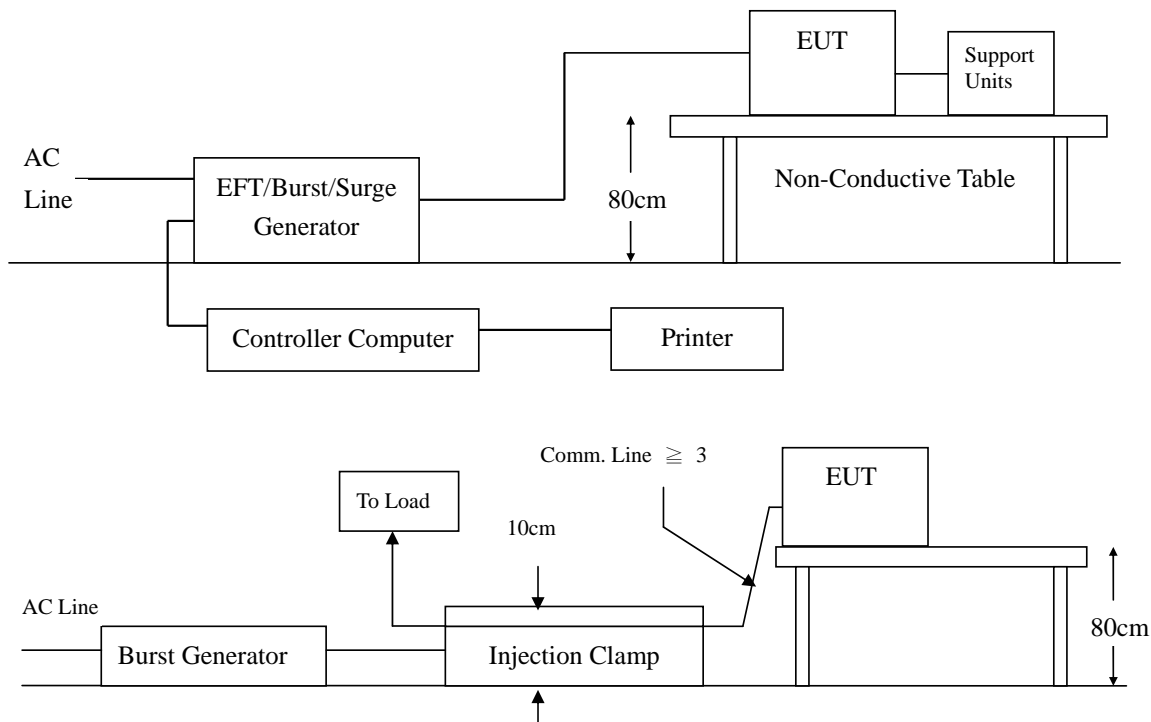 EUT
Support
Units
AC
Line
EFT/Burst/Surge
Generator
80cm
Non-Conductive Table
Controller Computer
Printer
Comm. Line ≧ 3
EUT
To Load
10cm
AC Line
Burst Generator
Injection Clamp
80cm